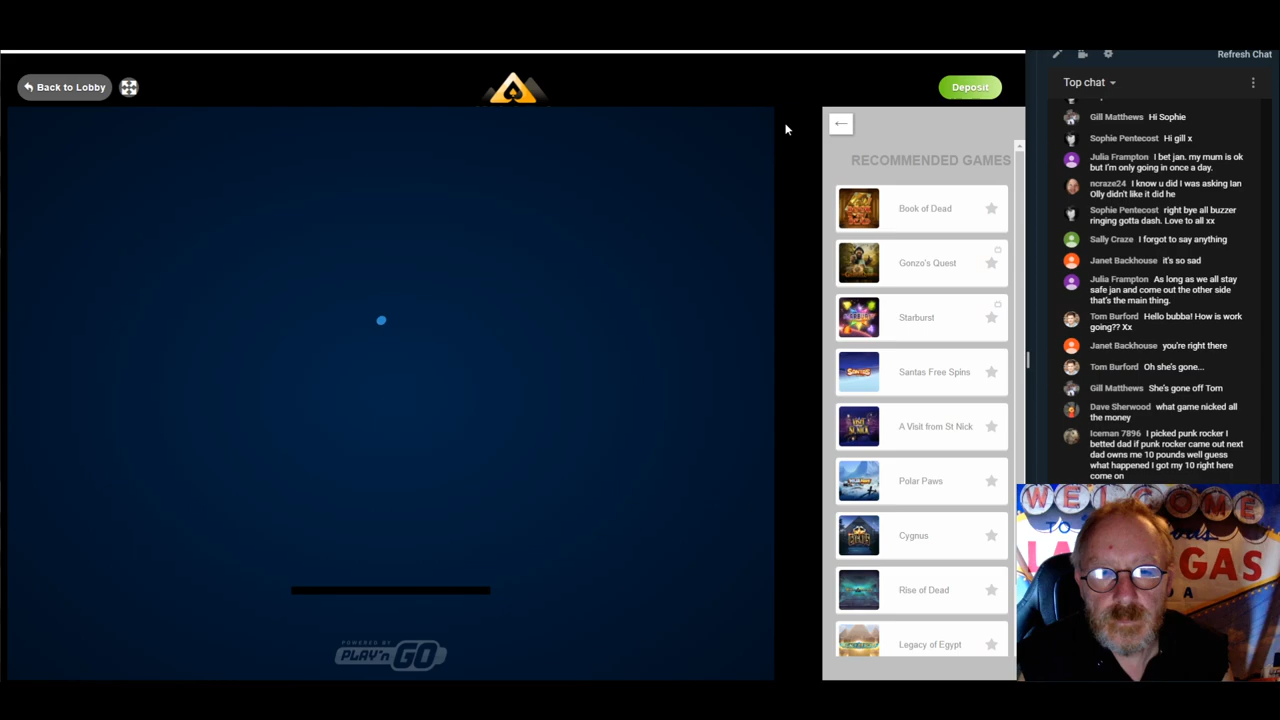 Refresh Chat
Back to Lobby
Deposit
Top chat
RECOMMENDED GAMES
Book of Dead
Gonzo's Quest
Starburst
Santas Free Spins
A Visit from St Nick
Polar Paws
Cygnus
Rise of Dead
Legacy of Egypt
POWERED BY
PLAY'n GO
Gill Matthews Hi Sophie
Sophie Pentecost Hi gill x
Julia Frampton I bet jan. my mum is ok
but I'm only going in once a day.
ncraze24 I know u did I was asking Ian
Olly didn't like it did he
Sophie Pentecost right bye all buzzer
ringing gotta dash. Love to all xx
Sally Craze I forgot to say anything
Janet Backhouse it's so sad
Julia Frampton As long as we all stay
safe jan and come out the other side
that's the main thing.
Tom Burford Hello bubba! How is work
going?? Xx
Janet Backhouse you're right there
Tom Burford Oh she's gone...
Gill Matthews She's gone off Tom
Dave Sherwood what game nicked all
the money
Iceman 7896 I picked punk rocker I
betted dad if punk rocker came out next
dad owns me 10 pounds well guess
what happened I got my 10 right here
come on
WELCOME
TO
GAS